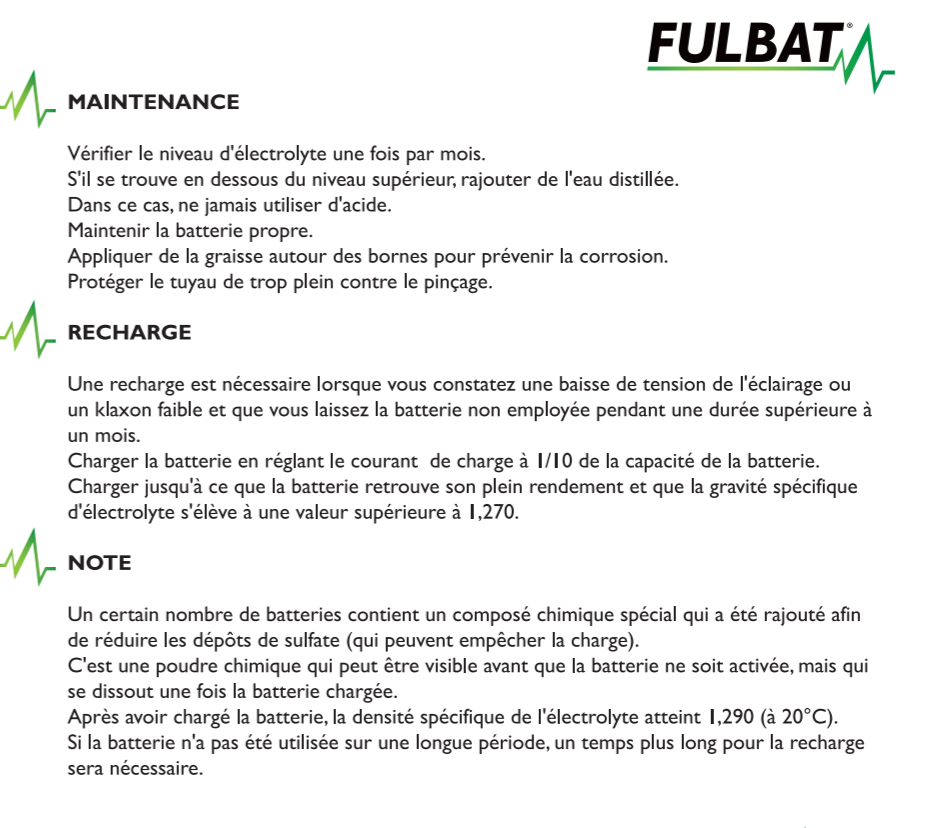 FULBAT®
MAINTENANCE
Vérifier le niveau d'électrolyte une fois par mois.
S'il se trouve en dessous du niveau supérieur, rajouter de l'eau distillée.
Dans ce cas, ne jamais utiliser d'acide.
Maintenir la batterie propre.
Appliquer de la graisse autour des bornes pour prévenir la corrosion.
Protéger le tuyau de trop plein contre le pinçage.
RECHARGE
Une recharge est nécessaire lorsque vous constatez une baisse de tension de l'éclairage ou
un klaxon faible et que vous laissez la batterie non employée pendant une durée supérieure à
un mois.
Charger la batterie en réglant le courant  de charge à 1/10 de la capacité de la batterie.
Charger jusqu'à ce que la batterie retrouve son plein rendement et que la gravité spécifique
d'électrolyte s'élève à une valeur supérieure à 1,270.
NOTE
Un certain nombre de batteries contient un composé chimique spécial qui a été rajouté afin
de réduire les dépôts de sulfate (qui peuvent empêcher la charge).
C'est une poudre chimique qui peut être visible avant que la batterie ne soit activée, mais qui
se dissout une fois la batterie chargée.
Après avoir chargé la batterie, la densité spécifique de l'électrolyte atteint 1,290 (à 20°C).
Si la batterie n'a pas été utilisée sur une longue période, un temps plus long pour la recharge
sera nécessaire.